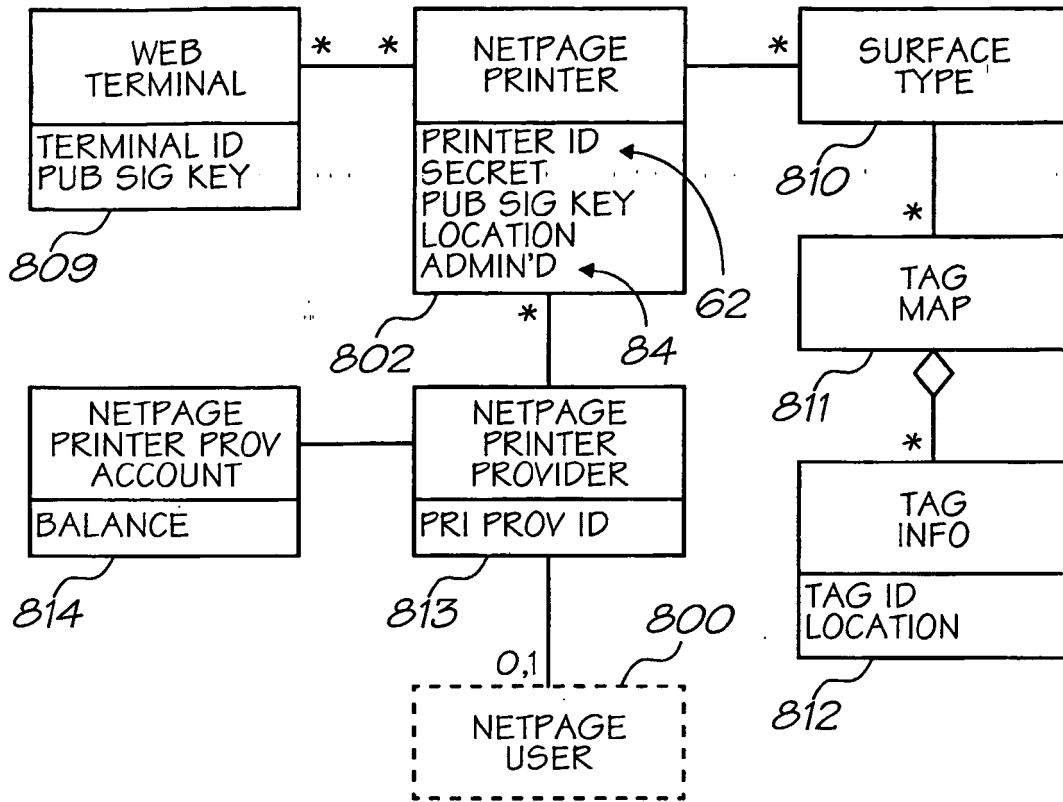 WEB
TERMINAL
TERMINAL ID
PUB SIG KEY
809
*
*
NETPAGE
PRINTER
PRINTER ID
SECRET
PUB SIG KEY
LOCATION
ADMIN'D
802
62
84
*
*
SURFACE
TYPE
810
*
TAG
MAP
811
*
TAG
INFO
TAG ID
LOCATION
812
NETPAGE
PRINTER PROV
ACCOUNT
BALANCE
814
NETPAGE
PRINTER
PROVIDER
PRI PROV ID
813
0,1
800
NETPAGE
USER